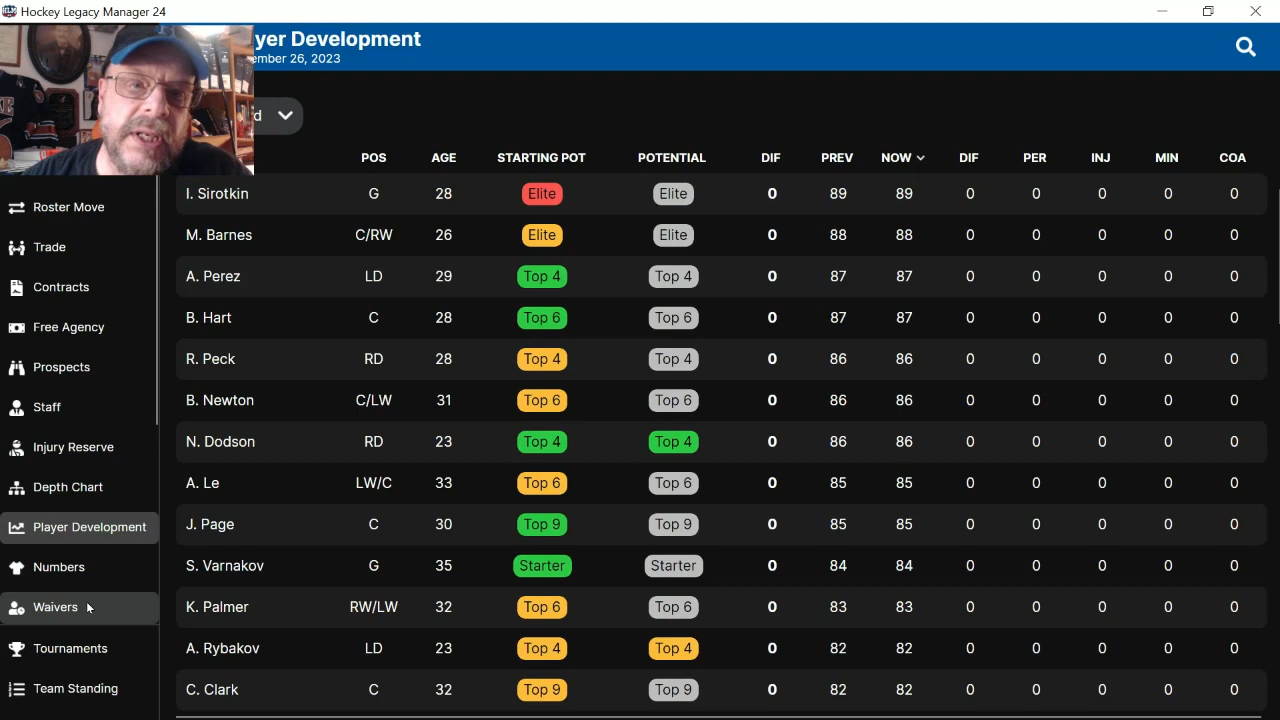 Hockey Legacy Manager 24
yer Development
ember 26, 2023
d
POS AGE STARTING POT POTENTIAL DIF PREV NOW DIF PER INJ MIN COA
I. Sirotkin G 28 Elite Elite 0 89 89 0 0 0 0 0
M. Barnes C/RW 26 Elite Elite 0 88 88 0 0 0 0 0
A. Perez LD 29 Top 4 Top 4 0 87 87 0 0 0 0 0
B. Hart C 28 Top 6 Top 6 0 87 87 0 0 0 0 0
R. Peck RD 28 Top 4 Top 4 0 86 86 0 0 0 0 0
B. Newton C/LW 31 Top 6 Top 6 0 86 86 0 0 0 0 0
N. Dodson RD 23 Top 4 Top 4 0 86 86 0 0 0 0 0
A. Le LW/C 33 Top 6 Top 6 0 85 85 0 0 0 0 0
J. Page C 30 Top 9 Top 9 0 85 85 0 0 0 0 0
S. Varnakov G 35 Starter Starter 0 84 84 0 0 0 0 0
K. Palmer RW/LW 32 Top 6 Top 6 0 83 83 0 0 0 0 0
A. Rybakov LD 23 Top 4 Top 4 0 82 82 0 0 0 0 0
C. Clark C 32 Top 9 Top 9 0 82 82 0 0 0 0 0
Roster Move
Trade
Contracts
Free Agency
Prospects
Staff
Injury Reserve
Depth Chart
Player Development
Numbers
Waivers
Tournaments
Team Standing